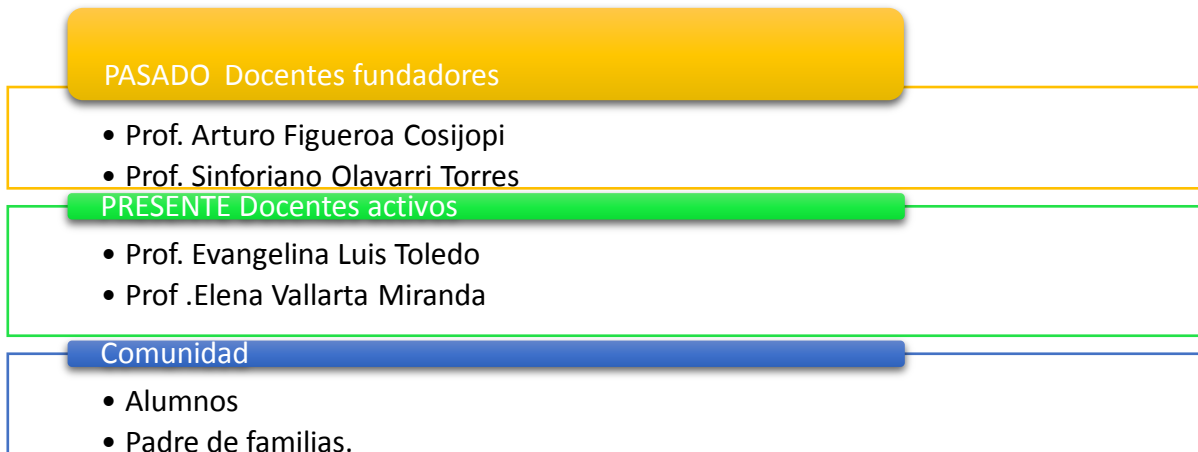 PASADO  Docentes fundadores
• Prof. Arturo Figueroa Cosijopi
• Prof. Sinforiano Olavarri Torres
PRESENTE Docentes activos
• Prof. Evangelina Luis Toledo
• Prof .Elena Vallarta Miranda
Comunidad
• Alumnos
• Padre de familias.